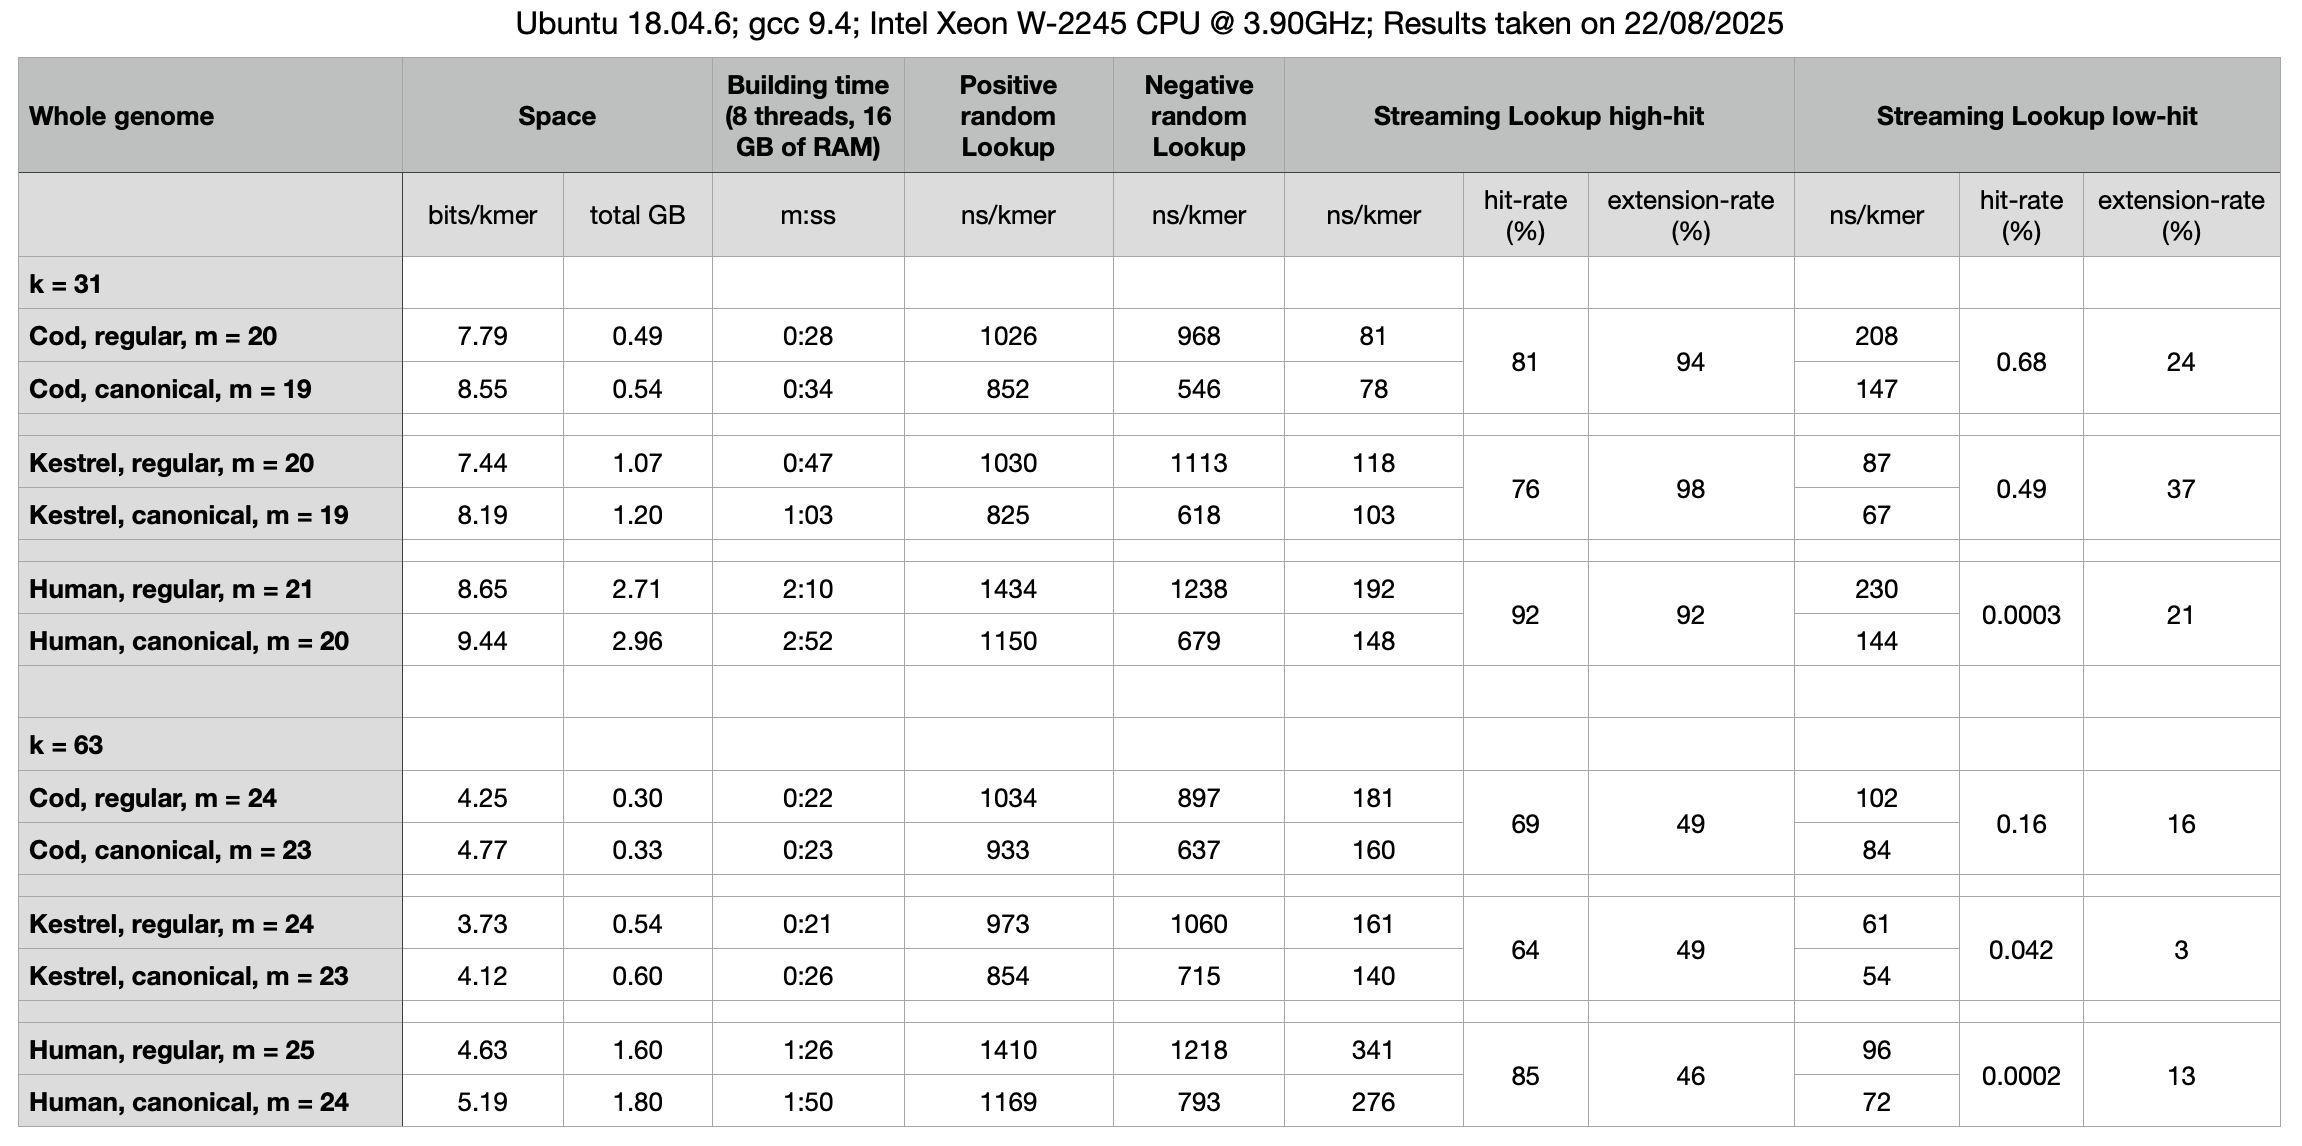 Ubuntu 18.04.6; gcc 9.4; Intel Xeon W-2245 CPU @ 3.90GHz; Results taken on 22/08/2025
Whole genome Space Building time (8 threads, 16 GB of RAM) Positive random Lookup Negative random Lookup Streaming Lookup high-hit Streaming Lookup low-hit
bits/kmer total GB m:ss ns/kmer ns/kmer ns/kmer hit-rate (%) extension-rate (%) ns/kmer hit-rate (%) extension-rate (%)
k = 31
Cod, regular, m = 20 7.79 0.49 0:28 1026 968 81 81 94 208 0.68 24
Cod, canonical, m = 19 8.55 0.54 0:34 852 546 78 147
Kestrel, regular, m = 20 7.44 1.07 0:47 1030 1113 118 76 98 87 0.49 37
Kestrel, canonical, m = 19 8.19 1.20 1:03 825 618 103 67
Human, regular, m = 21 8.65 2.71 2:10 1434 1238 192 92 92 230 0.0003 21
Human, canonical, m = 20 9.44 2.96 2:52 1150 679 148 144
k = 63
Cod, regular, m = 24 4.25 0.30 0:22 1034 897 181 69 49 102 0.16 16
Cod, canonical, m = 23 4.77 0.33 0:23 933 637 160 84
Kestrel, regular, m = 24 3.73 0.54 0:21 973 1060 161 64 49 61 0.042 3
Kestrel, canonical, m = 23 4.12 0.60 0:26 854 715 140 54
Human, regular, m = 25 4.63 1.60 1:26 1410 1218 341 85 46 96 0.0002 13
Human, canonical, m = 24 5.19 1.80 1:50 1169 793 276 72